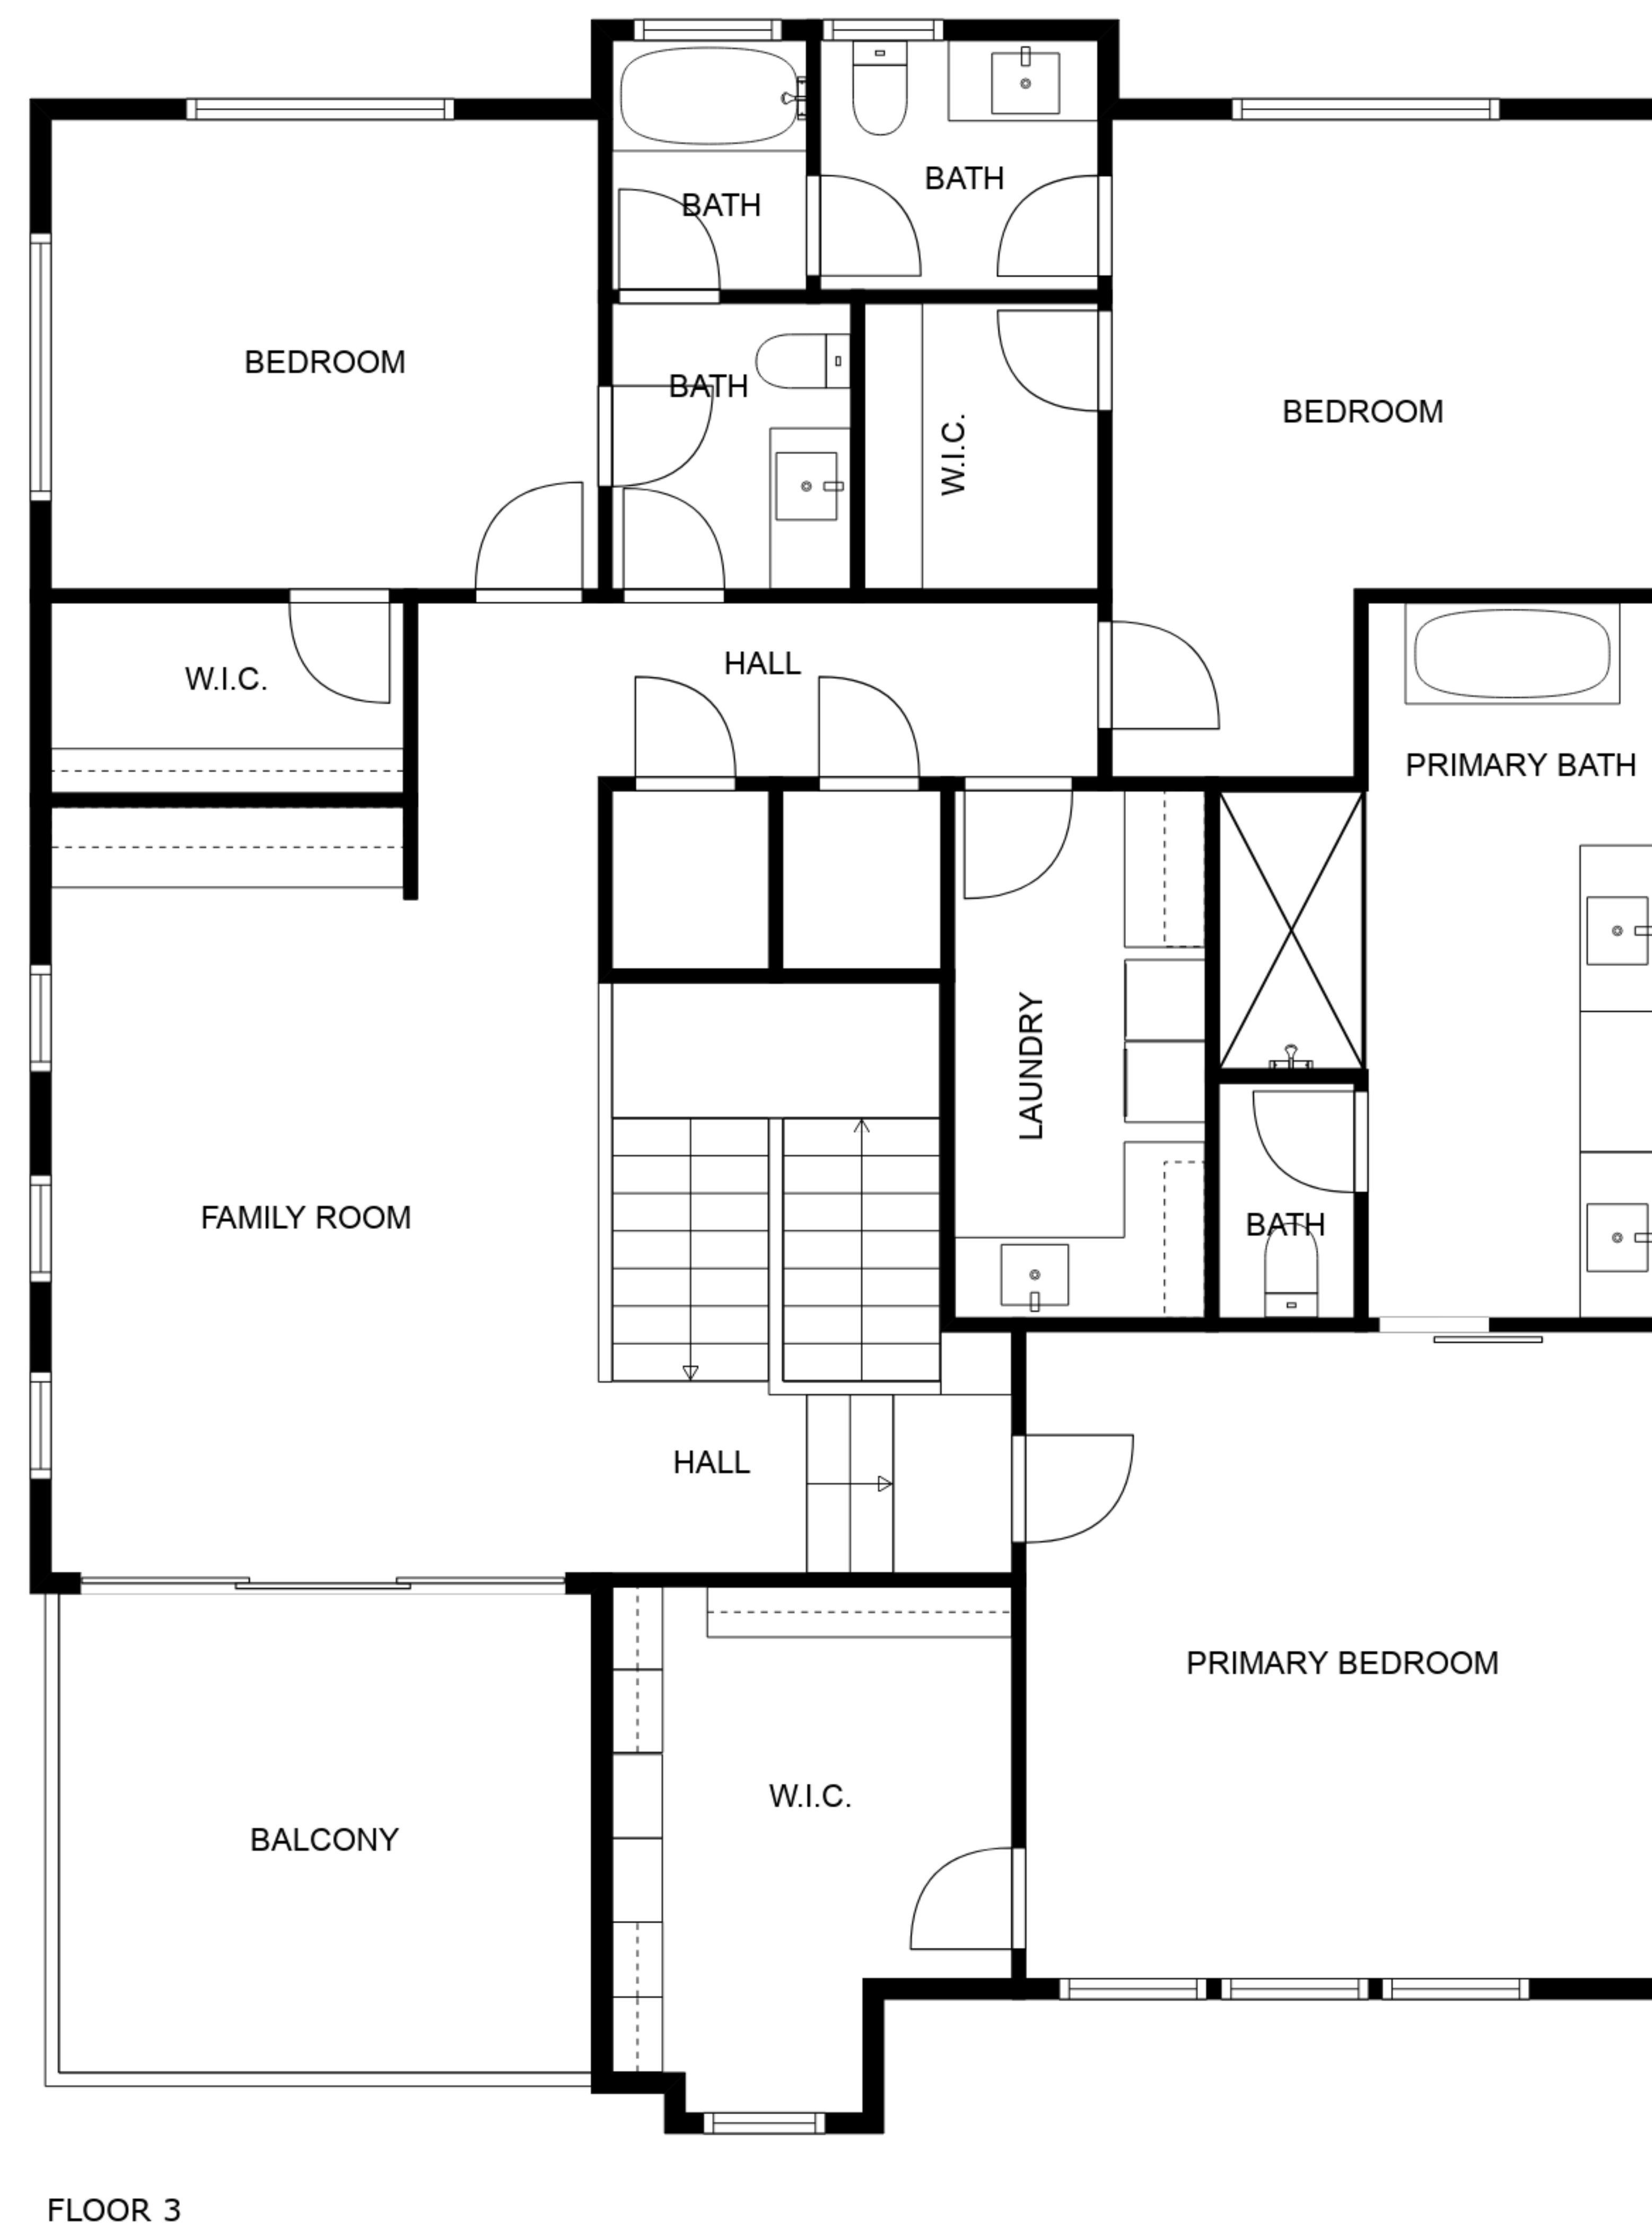 BATH
BATH
BEDROOM
BATH
W.I.C.
BEDROOM
W.I.C.
HALL
PRIMARY BATH
LAUNDRY
FAMILY ROOM
BATH
HALL
PRIMARY BEDROOM
W.I.C.
BALCONY
FLOOR 3